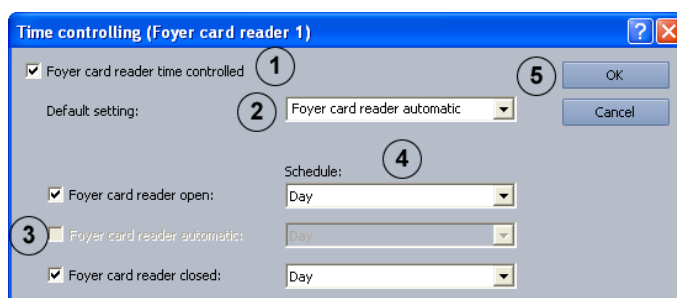 Time controlling (Foyer card reader 1)
Foyer card reader time controlled 1 5 OK
Default setting: 2 Foyer card reader automatic Cancel
Schedule: 4
Foyer card reader open: Day
3 Foyer card reader automatic: Day
Foyer card reader closed: Day